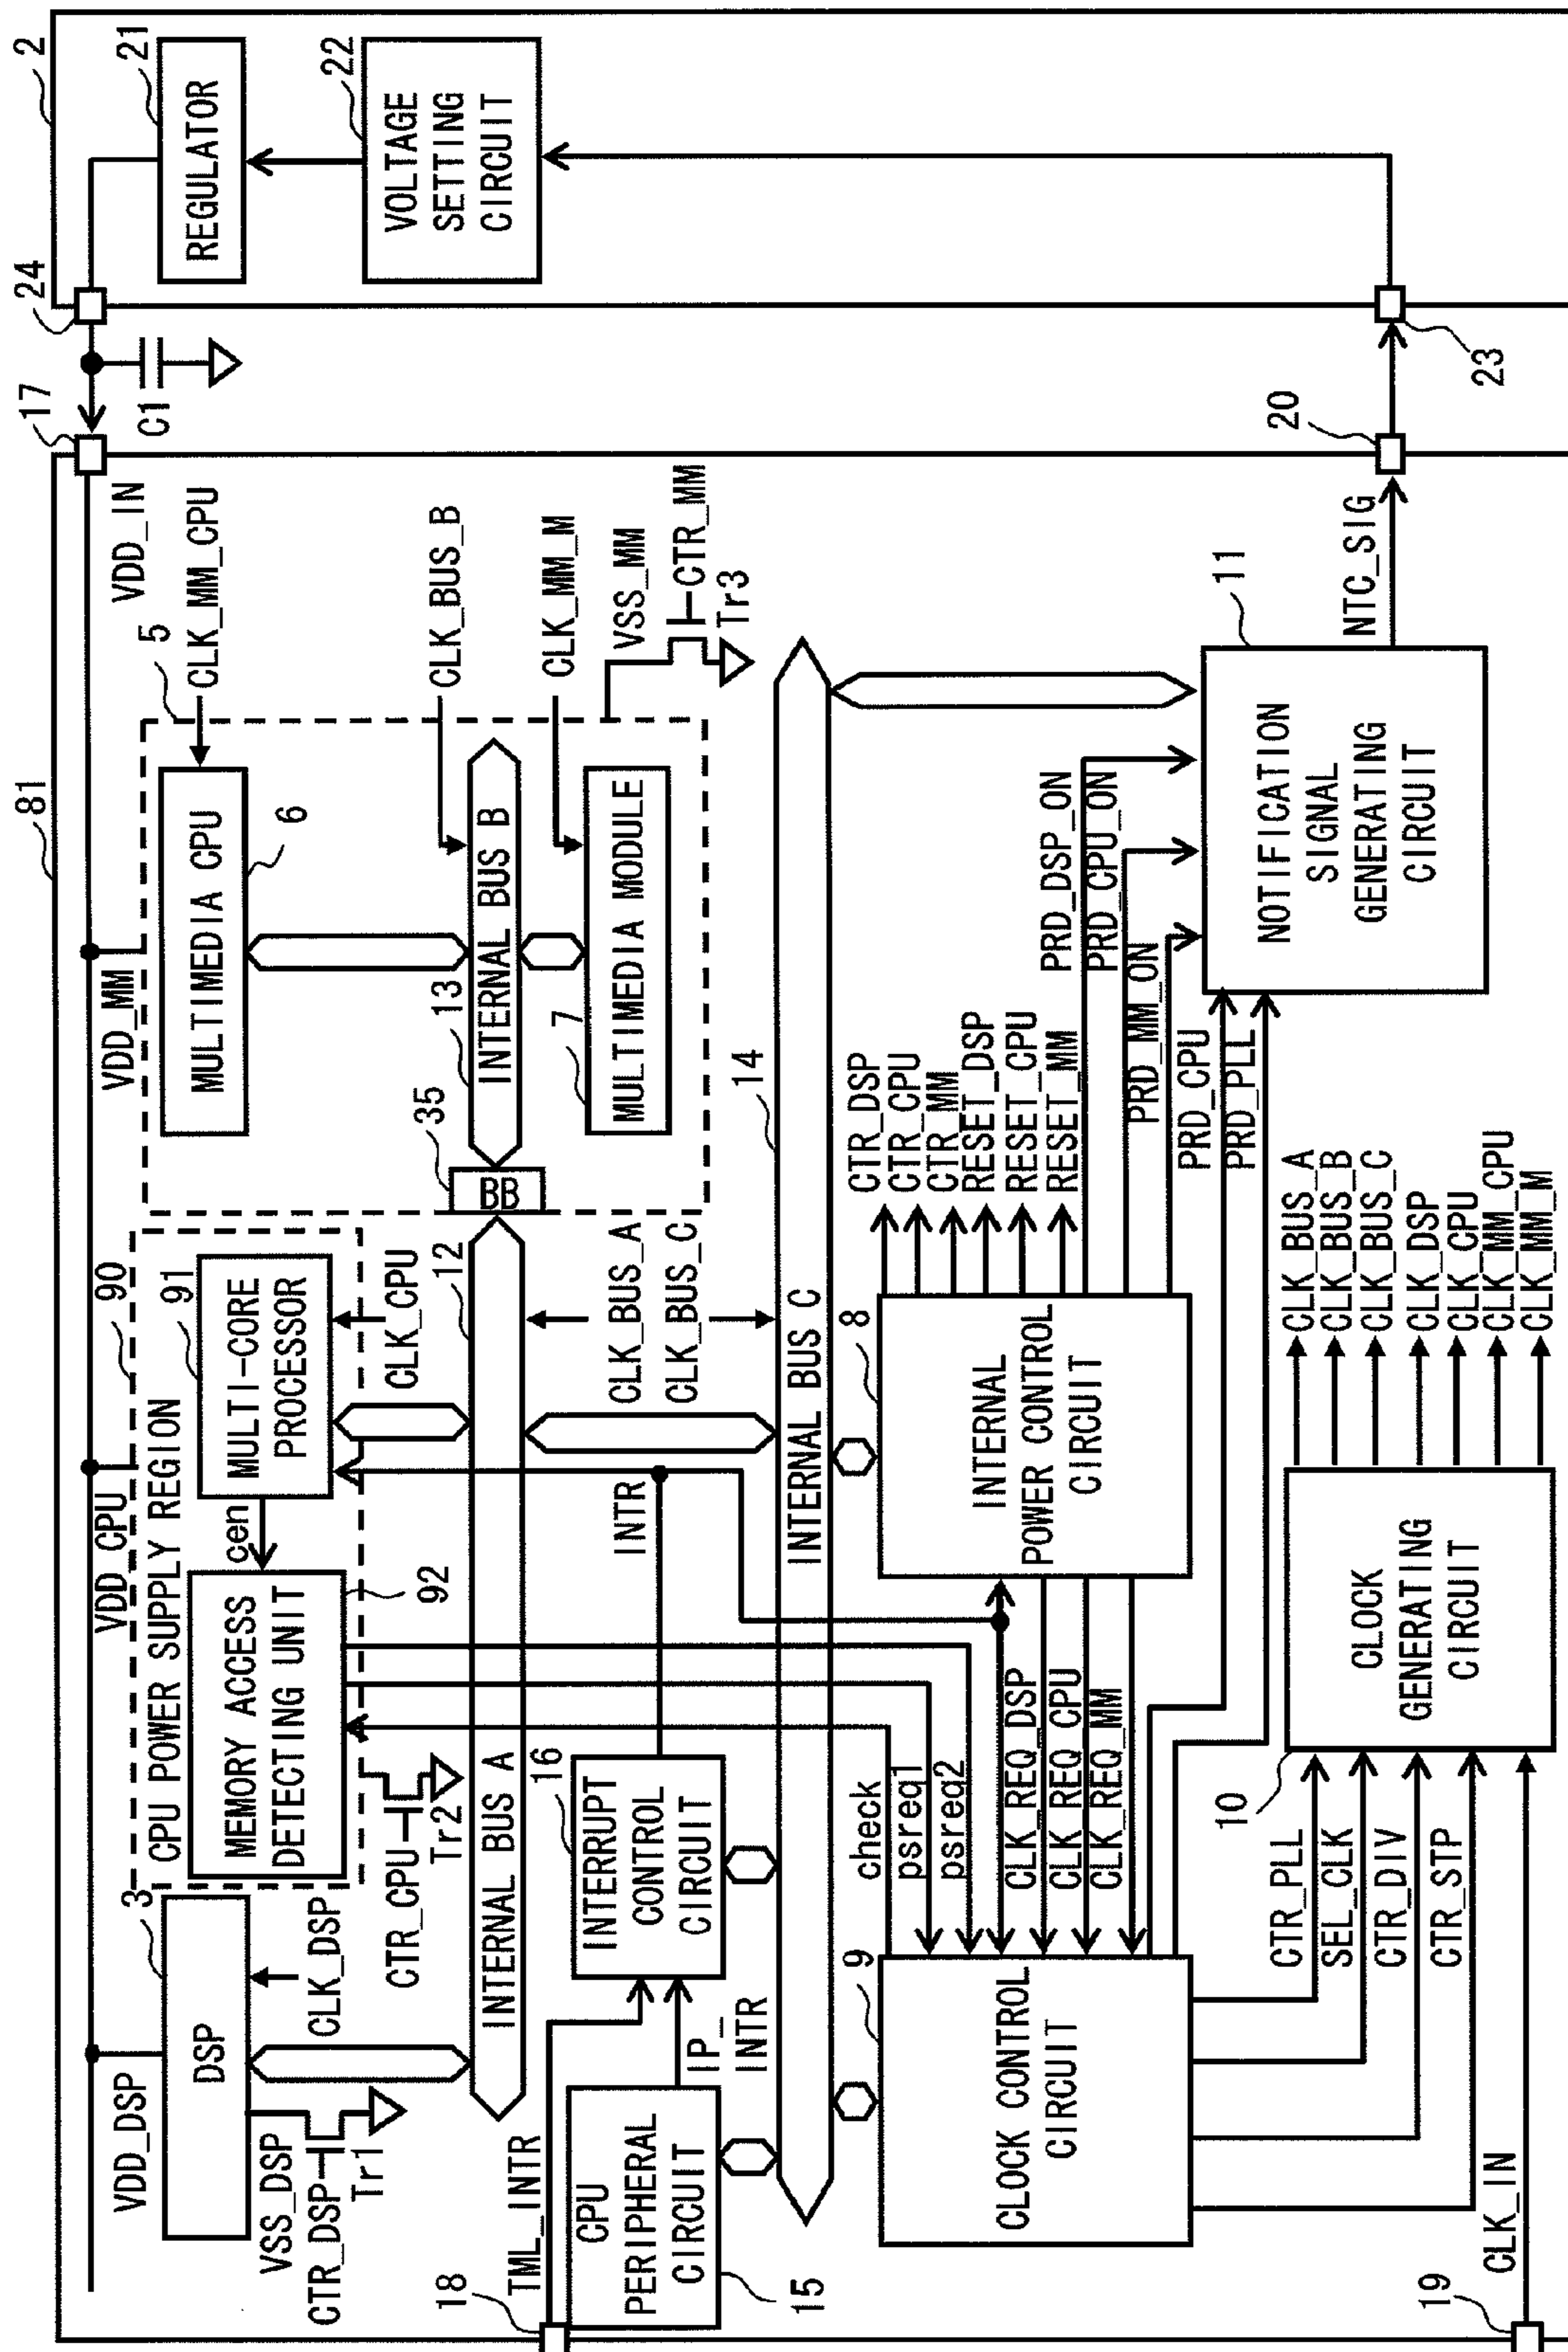 81
2
VDD_DSP
3
DSP
CLK_DSP
VSS_DSP
CTR_DSP
Tr1
VDD_CPU
90
CPU POWER SUPPLY REGION
MEMORY ACCESS
DETECTING UNIT
92
cen
91
MULTI-CORE
PROCESSOR
CLK_CPU
CTR_CPU
Tr2
VDD_MM
5
MULTIMEDIA CPU
6
VDD_IN
CLK_MM_CPU
CLK_BUS_B
CLK_MM_M
VSS_MM
CTR_MM
Tr3
INTERNAL BUS B
13
35
BB
7
MULTIMEDIA MODULE
17
C1
24
REGULATOR
21
VOLTAGE
SETTING
CIRCUIT
22
INTERNAL BUS A
12
CLK_BUS_A
CLK_BUS_C
18
TML_INTR
CPU
PERIPHERAL
CIRCUIT
15
IP_
INTR
16
INTERRUPT
CONTROL
CIRCUIT
INTR
INTERNAL BUS C
14
9
CLOCK CONTROL
CIRCUIT
check
psreq1
psreq2
CLK_REQ_DSP
CLK_REQ_CPU
CLK_REQ_MM
8
INTERNAL
POWER CONTROL
CIRCUIT
CTR_DSP
CTR_CPU
CTR_MM
RESET_DSP
RESET_CPU
RESET_MM
PRD_DSP_ON
PRD_CPU_ON
PRD_MM_ON
PRD_CPU
PRD_PLL
11
NOTIFICATION
SIGNAL
GENERATING
CIRCUIT
NTC_SIG
20
23
CTR_PLL
SEL_CLK
CTR_DIV
CTR_STP
19
CLK_IN
10
CLOCK
GENERATING
CIRCUIT
CLK_BUS_A
CLK_BUS_B
CLK_BUS_C
CLK_DSP
CLK_CPU
CLK_MM_CPU
CLK_MM_M